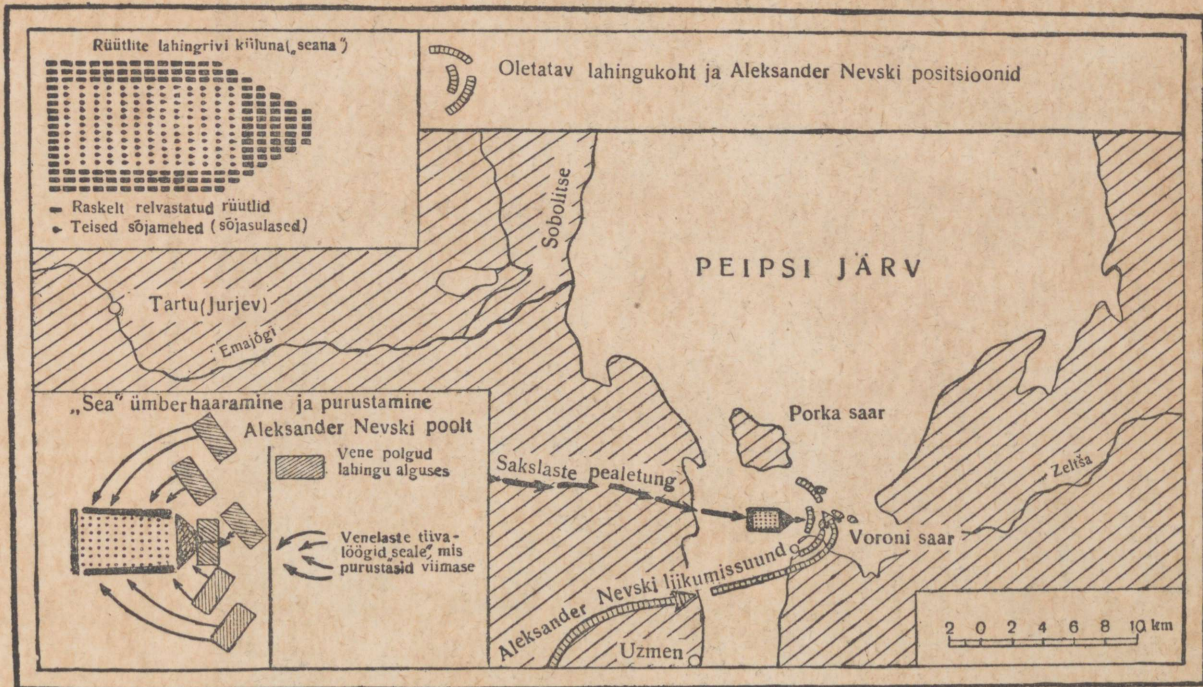 Rüütlite lahingrivi küluna („seana”)
Raskelt relvastatud rüütlid
Teised sõjamehed (sõjasulased)
Oletatav lahingukoht ja Aleksander Nevski positsioonid
Sobolitse
PEIPSI JÄRV
Tartu (Jurjev)
Emajõgi
„Sea” ümberhaaramine ja purustamine
Aleksander Nevski poolt
Vene polgud
lahingu alguses
Venelaste tiiva-
löögid „seale”, mis
purustasid viimase
Sakslaste pealetung
Porka saar
Zeltša
Voroni saar
Aleksander Nevski liikumissuund
Uzmen
2 0 2 4 6 8 10 km